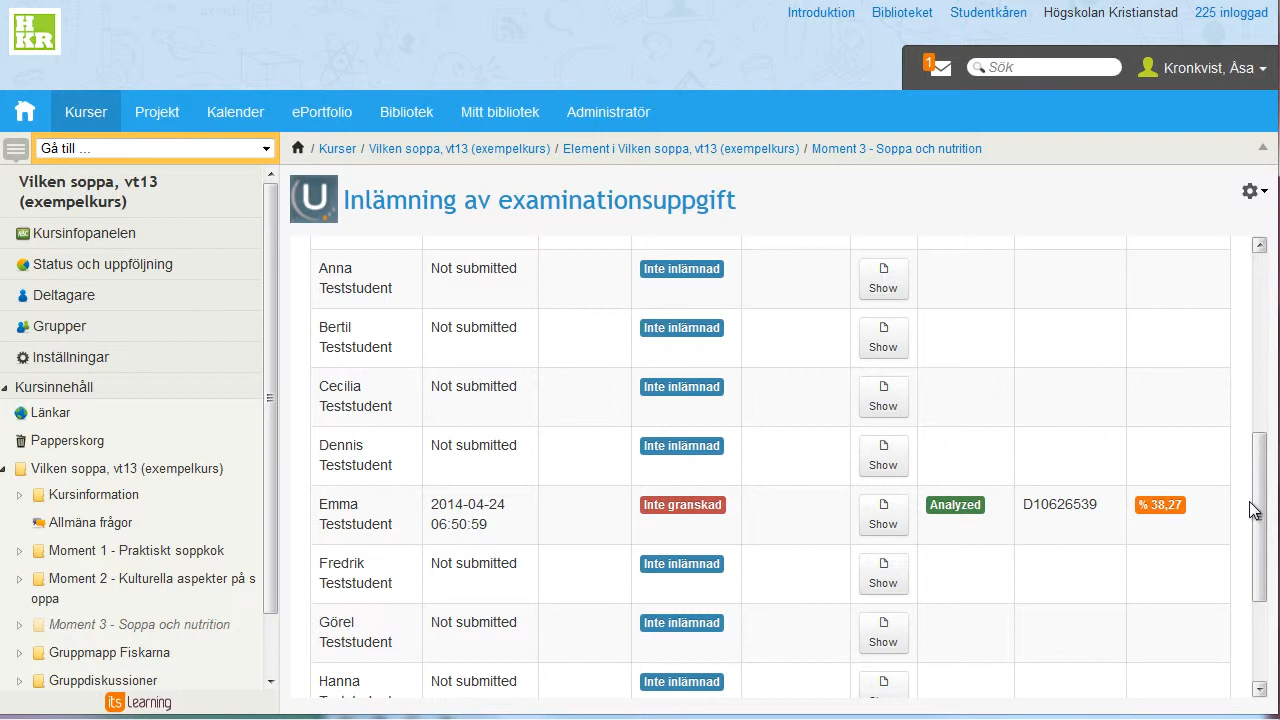 H
KR
Introduktion Biblioteket Studentkåren Högskolan Kristianstad 225 inloggad
1 Sök Kronkvist, Åsa
Kurser Projekt Kalender ePortfolio Bibliotek Mitt bibliotek Administratör
Gå till ...
/ Kurser / Vilken soppa, vt13 (exempelkurs) / Element i Vilken soppa, vt13 (exempelkurs) / Moment 3 - Soppa och nutrition
Vilken soppa, vt13
(exempelkurs)
ABC Kursinfopanelen
Status och uppföljning
Deltagare
Grupper
Inställningar
Kursinnehåll
Länkar
Papperskorg
Vilken soppa, vt13 (exempelkurs)
Kursinformation
Allmäna frågor
Moment 1 - Praktiskt soppkok
Moment 2 - Kulturella aspekter på s
oppa
Moment 3 - Soppa och nutrition
Gruppmapp Fiskarna
Gruppdiskussioner
its learning
U Inlämning av examinationsuppgift
Anna Not submitted Inte inlämnad
Teststudent Show
Bertil Not submitted Inte inlämnad
Teststudent Show
Cecilia Not submitted Inte inlämnad
Teststudent Show
Dennis Not submitted Inte inlämnad
Teststudent Show
Emma 2014-04-24 Inte granskad Analyzed D10626539 % 38,27
Teststudent 06:50:59 Show
Fredrik Not submitted Inte inlämnad
Teststudent Show
Görel Not submitted Inte inlämnad
Teststudent Show
Hanna Not submitted Inte inlämnad